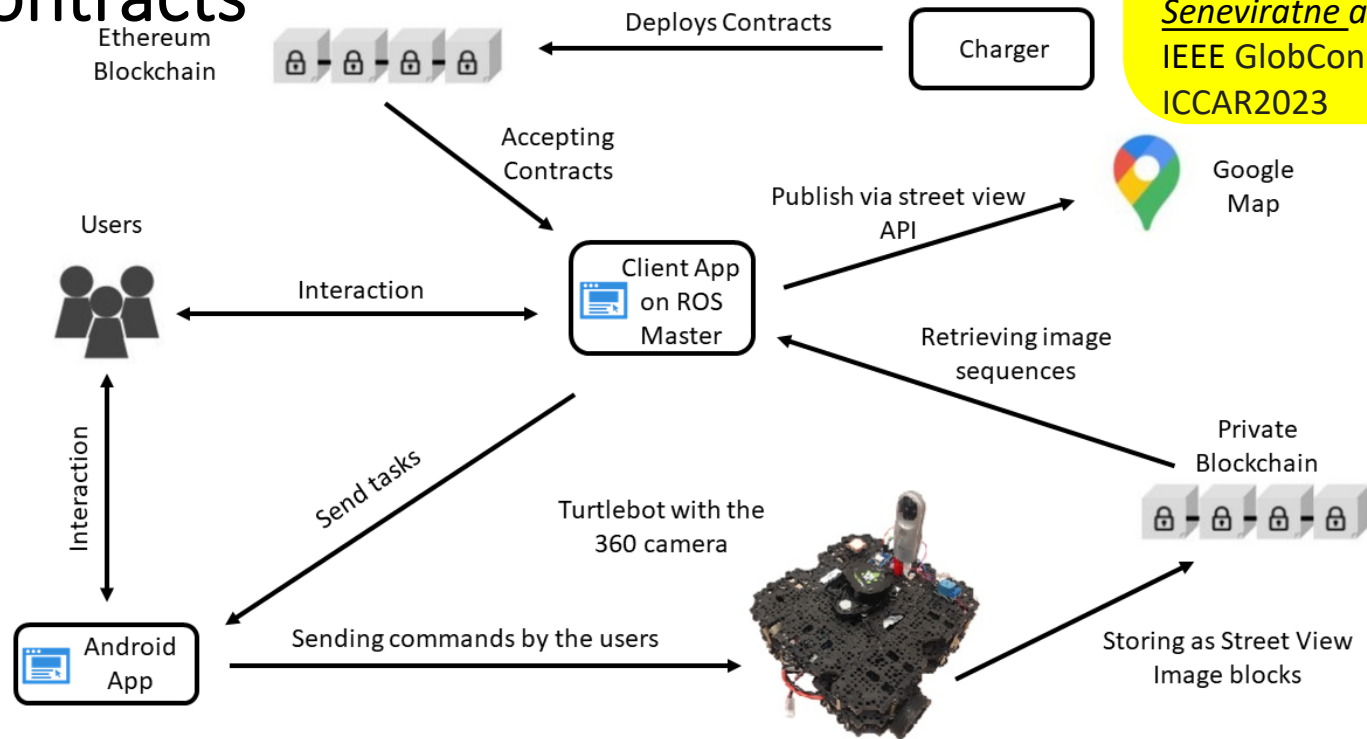 Contracts
Ethereum
Blockchain
Deploys Contracts
Charger
Seneviratne a
IEEE GlobCon
ICCAR2023
Accepting
Contracts
Publish via street view
API
Google
Map
Users
Interaction
Client App
on ROS
Master
Retrieving image
sequences
Private
Blockchain
Interaction
Send tasks
Turtlebot with the
360 camera
Android
App
Sending commands by the users
Storing as Street View
Image blocks